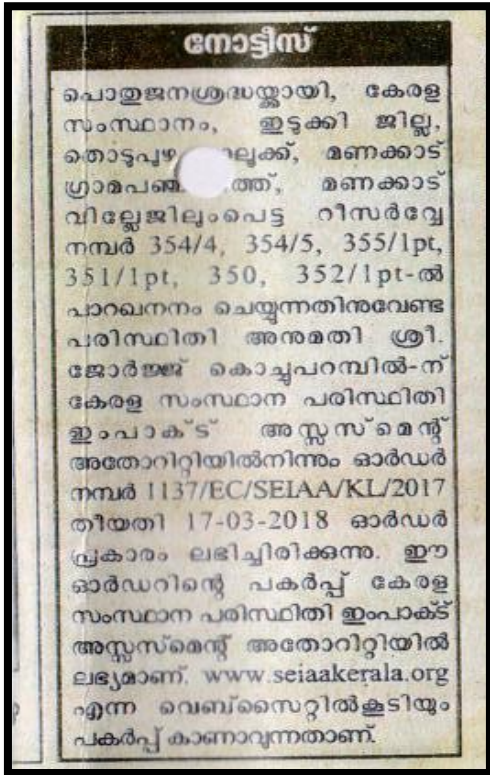 നോട്ടീസ്
പൊതുജനശ്രദ്ധയ്ക്കായി, കേരള
സംസ്ഥാനം, ഇടുക്കി ജില്ല,
തൊടുപുഴ മണക്കാട്
മണക്കാട്
വില്ലേജിലുംപെട്ട റീസർവ്വേ
നമ്പർ 354/4, 354/5, 355/1pt,
351/1pt, 350, 352/1pt-ൽ
പാറഖനനം ചെയ്യുന്നതിനുവേണ്ട
പരിസ്ഥിതി അനുമതി ശ്രീ.
ജോർജ്ജ് കൊച്ചുപറമ്പിൽ-ന്
കേരള സംസ്ഥാന പരിസ്ഥിതി
ഇംപാക്ട് അസ്സസ്മെന്റ്
അതോറിറ്റിയിൽനിന്നും ഓർഡർ
നമ്പർ 1137/EC/SEIAA/KL/2017
തീയതി 17-03-2018 ഓർഡർ
പ്രകാരം ലഭിച്ചിരിക്കുന്നു. ഈ
ഓർഡറിന്റെ പകർപ്പ് കേരള
സംസ്ഥാന പരിസ്ഥിതി ഇംപാക്ട്
അസ്സസ്മെന്റ് അതോറിറ്റിയിൽ
ലഭ്യമാണ്. www.seiaakerala.org
എന്ന വെബ്സൈറ്റിൽകൂടിയും
പകർപ്പ് കാണാവുന്നതാണ്.